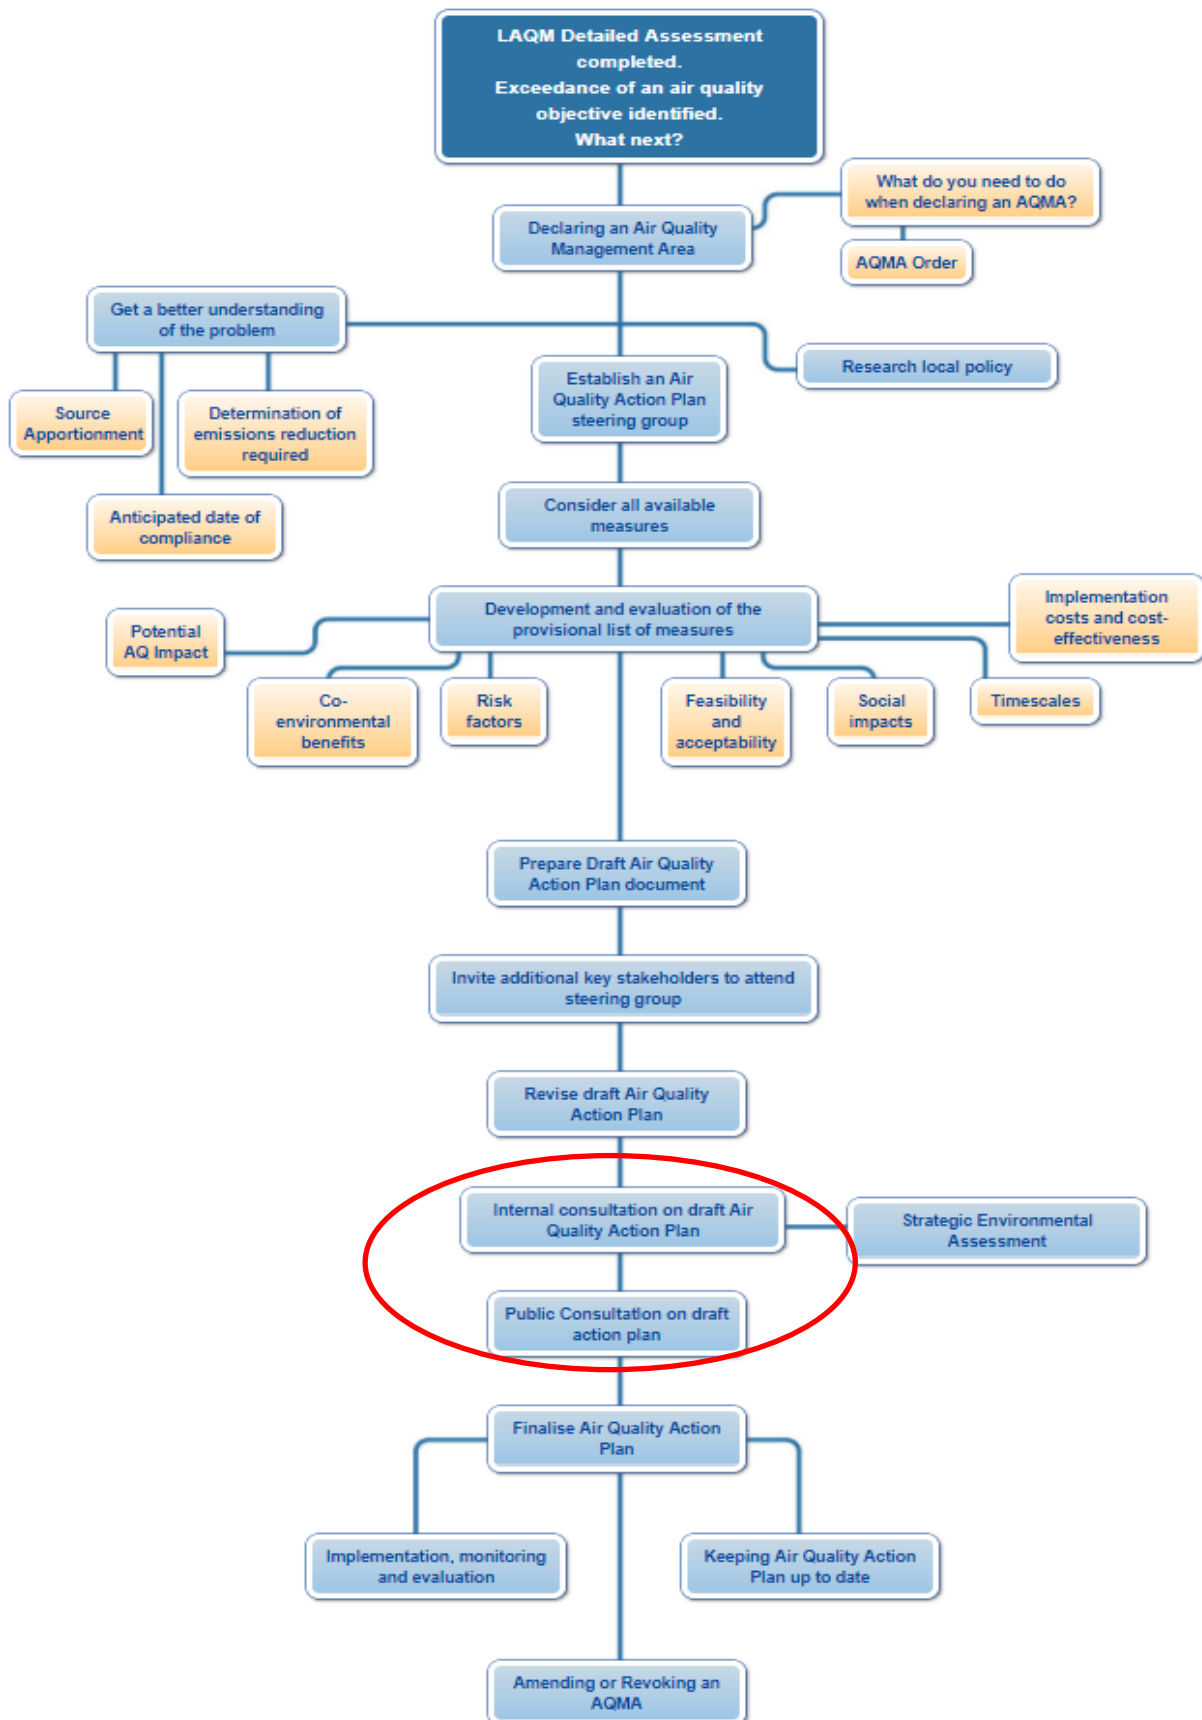 LAQM Detailed Assessment
completed.
Exceedance of an air quality
objective identified.
What next?
What do you need to do
when declaring an AQMA?
AQMA Order
Declaring an Air Quality
Management Area
Get a better understanding
of the problem
Research local policy
Establish an Air
Quality Action Plan
steering group
Source
Apportionment
Determination of
emissions reduction
required
Anticipated date of
compliance
Consider all available
measures
Development and evaluation of the
provisional list of measures
Implementation
costs and cost-
effectiveness
Potential
AQ Impact
Co-
environmental
benefits
Risk
factors
Feasibility
and
acceptability
Social
impacts
Timescales
Prepare Draft Air Quality
Action Plan document
Invite additional key stakeholders to attend
steering group
Revise draft Air Quality
Action Plan
Internal consultation on draft Air
Quality Action Plan
Strategic Environmental
Assessment
Public Consultation on draft
action plan
Finalise Air Quality Action
Plan
Implementation, monitoring
and evaluation
Keeping Air Quality Action
Plan up to date
Amending or Revoking an
AQMA